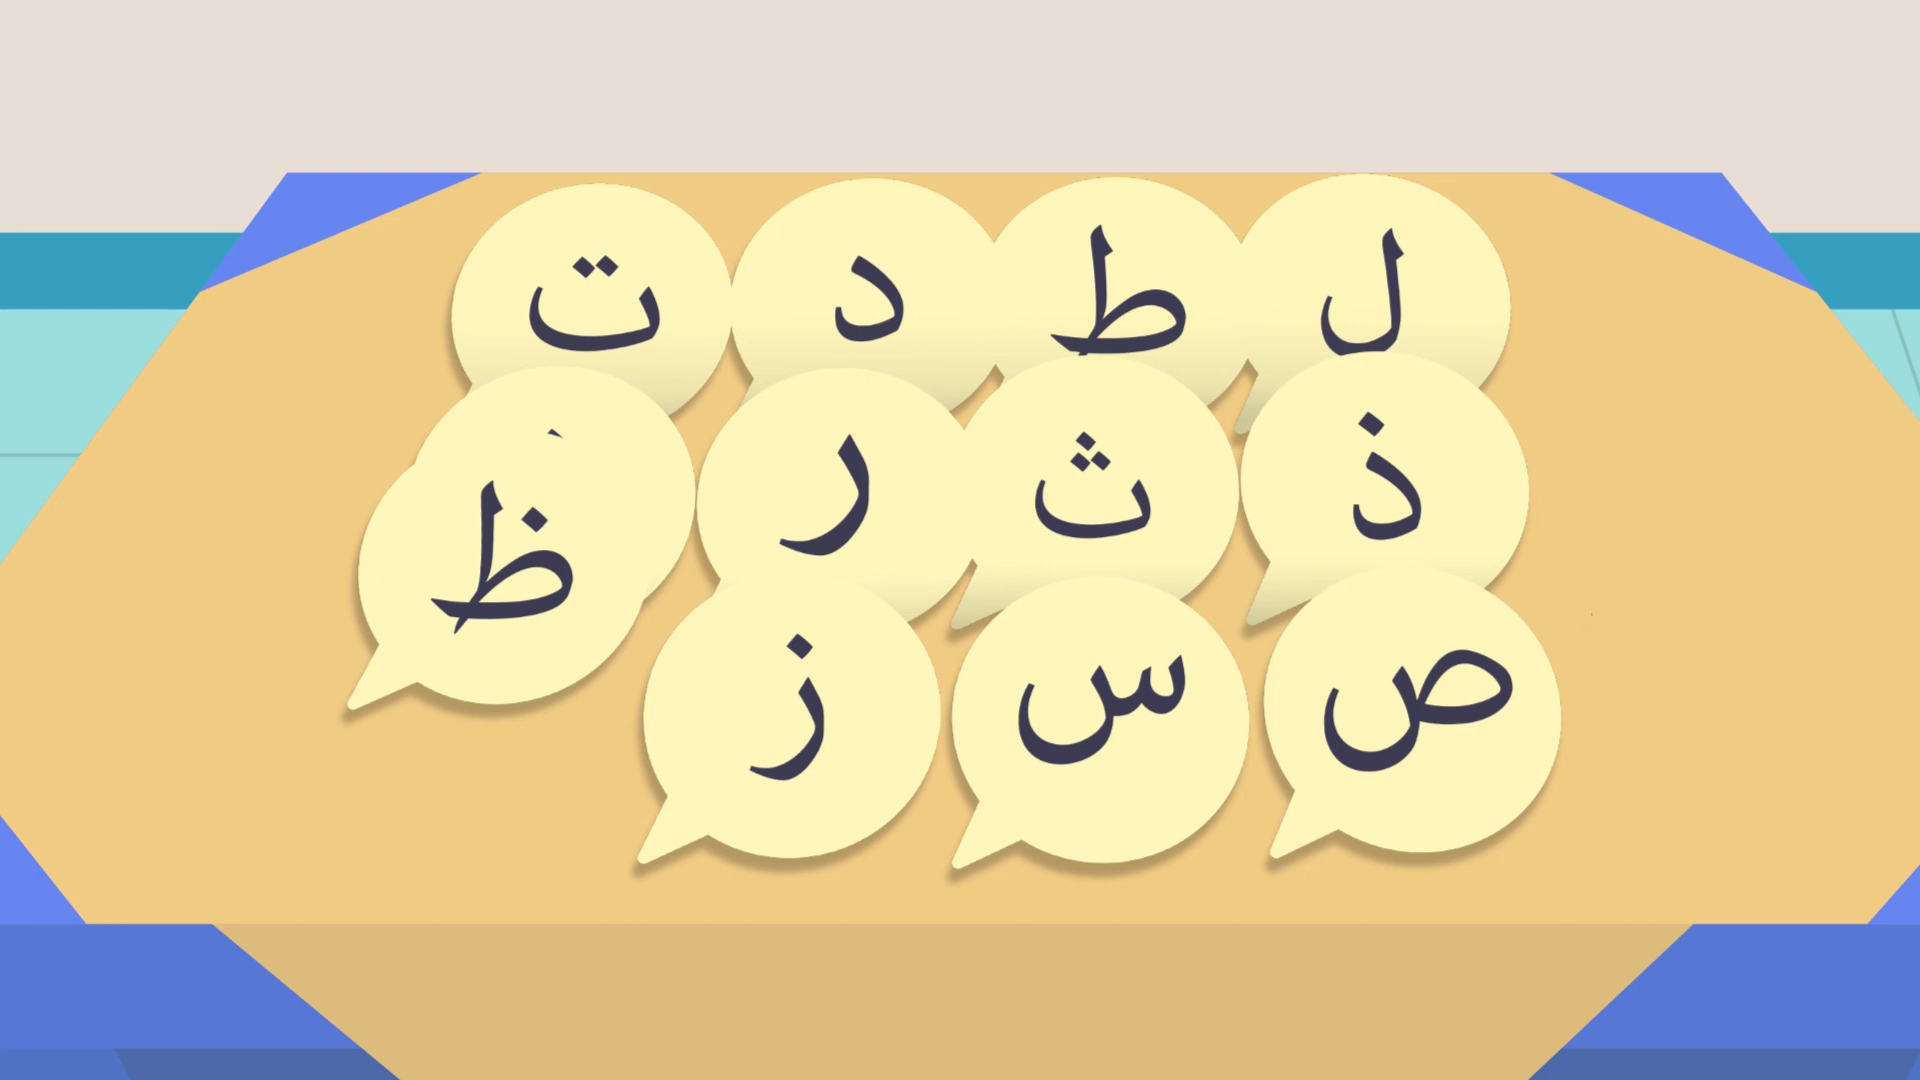 ل ط د ت
ذ ث ر
ظ
ص س ز